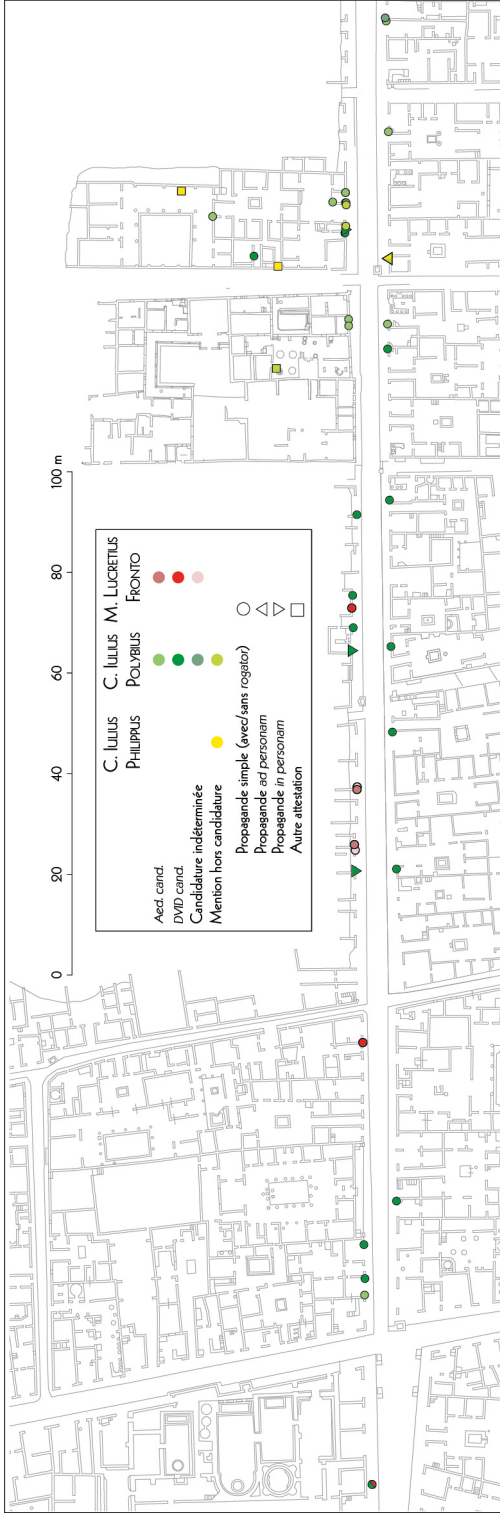 0 20 40 60 80 100 m
C. IULIUS PHILIPPUS
C. IULIUS POLYBIUS
M. LUCRETIUS FRONTO
Aed. cand.
DVID cand.
Candidature indéterminée
Mention hors candidature
Propagande simple (avec/sans rogator)
Propagande ad personam
Propagande in personam
Autre attestation